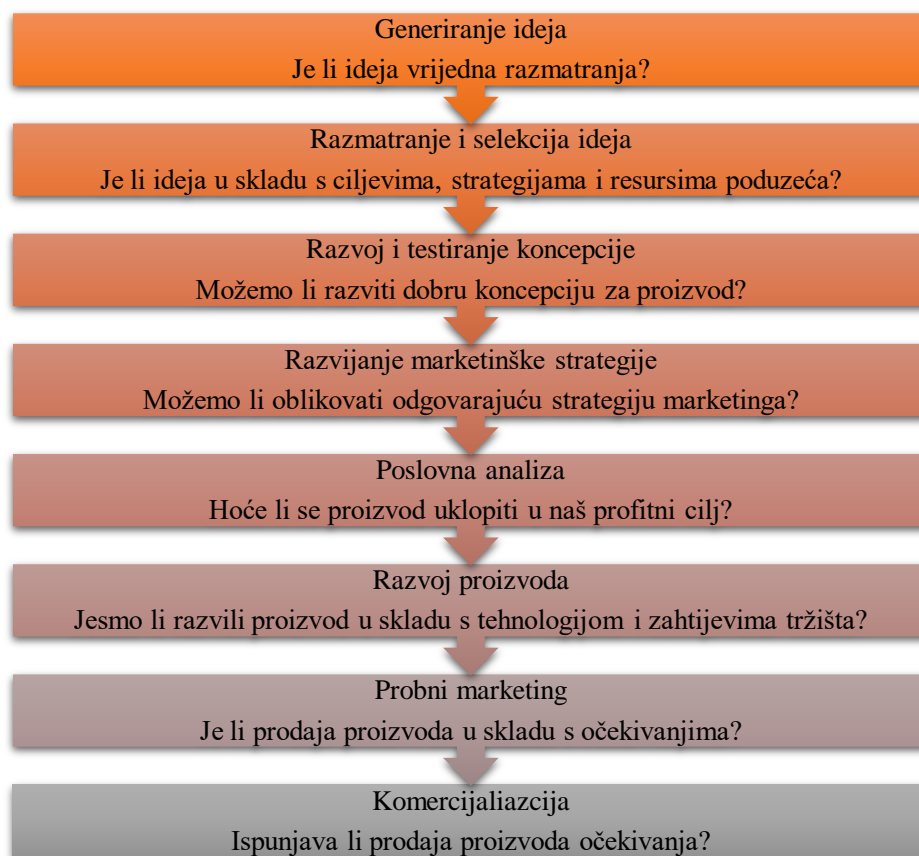 Generiranje ideja
Je li ideja vrijedna razmatranja?
Razmatranje i selekcija ideja
Je li ideja u skladu s ciljevima, strategijama i resursima poduzeća?
Razvoj i testiranje koncepcije
Možemo li razviti dobru koncepciju za proizvod?
Razvijanje marketinške strategije
Možemo li oblikovati odgovarajuću strategiju marketinga?
Poslovna analiza
Hoće li se proizvod uklopiti u naš profitni cilj?
Razvoj proizvoda
Jesmo li razvili proizvod u skladu s tehnologijom i zahtijevima tržišta?
Probni marketing
Je li prodaja proizvoda u skladu s očekivanjima?
Komercijaliazcija
Ispunjava li prodaja proizvoda očekivanja?